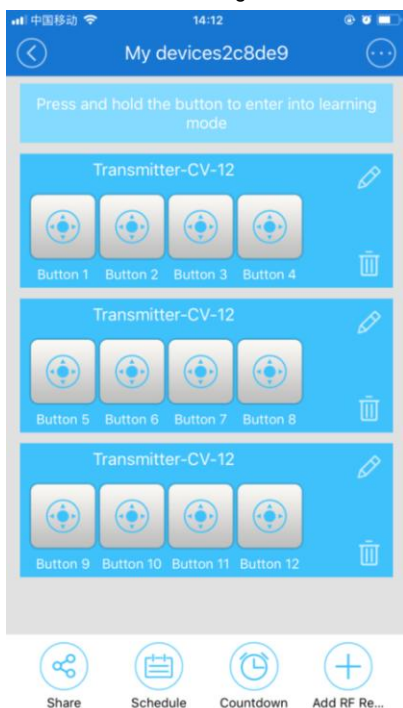 中国移动 14:12
My devices2c8de9
Press and hold the button to enter into learning
mode
Transmitter-CV-12
Button 1 Button 2 Button 3 Button 4
Transmitter-CV-12
Button 5 Button 6 Button 7 Button 8
Transmitter-CV-12
Button 9 Button 10 Button 11 Button 12
Share Schedule Countdown Add RF Re...